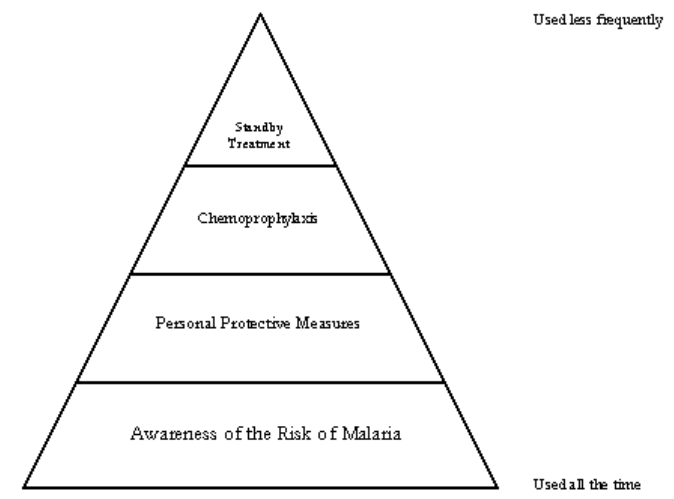 Used less frequently
Standby
Treatment
Chemoprophylaxis
Personal Protective Measures
Awareness of the Risk of Malaria
Used all the time